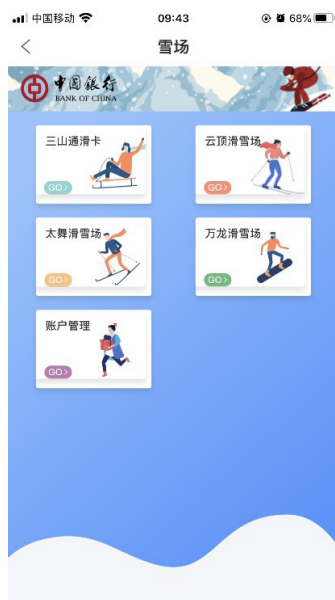 中国移动 09:43 68%
雪场
中国银行
BANK OF CHINA
三山通滑卡 云顶滑雪场
GO> GO>
太舞滑雪场 万龙滑雪场
GO> GO>
账户管理
GO>